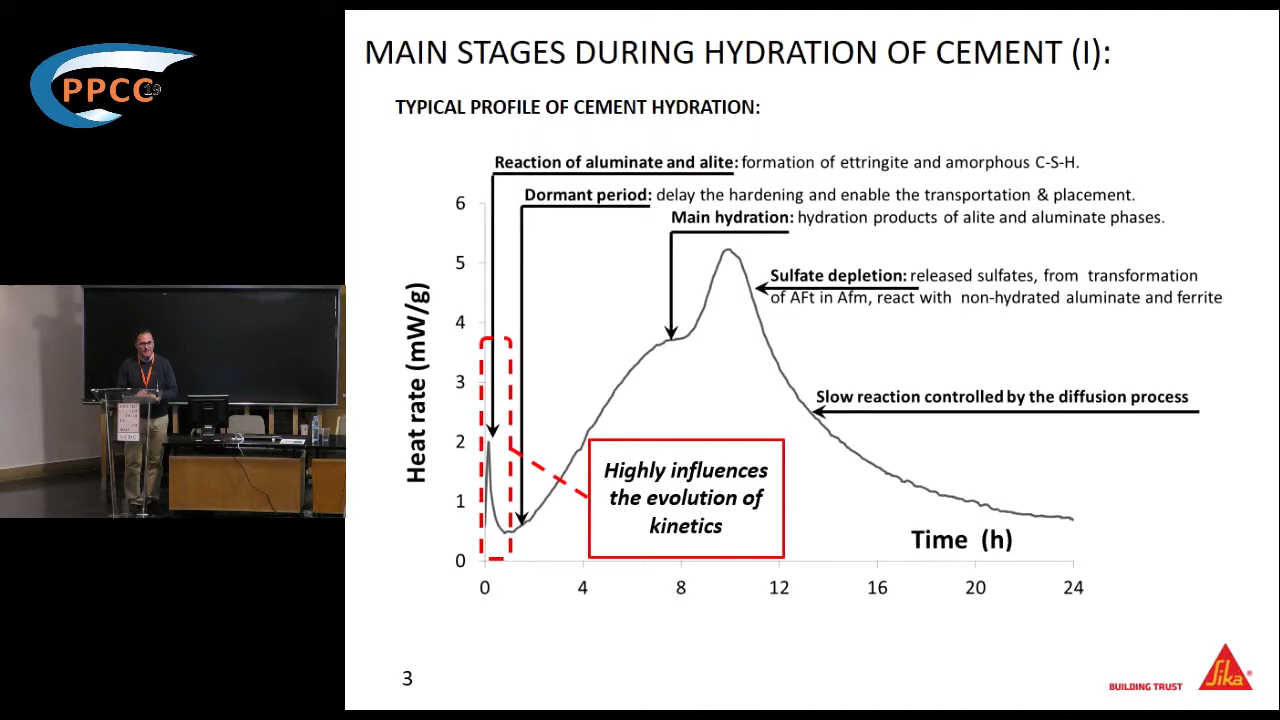 PPCC
19
MAIN STAGES DURING HYDRATION OF CEMENT (I):
TYPICAL PROFILE OF CEMENT HYDRATION:
Reaction of aluminate and alite: formation of ettringite and amorphous C-S-H.
Dormant period: delay the hardening and enable the transportation & placement.
Main hydration: hydration products of alite and aluminate phases.
Sulfate depletion: released sulfates, from transformation
of AFt in Afm, react with non-hydrated aluminate and ferrite
Slow reaction controlled by the diffusion process
Highly influences
the evolution of
kinetics
Heat rate (mW/g)
6
5
4
3
2
1
0
Time (h)
0 4 8 12 16 20 24
3
BUILDING TRUST
Sika®